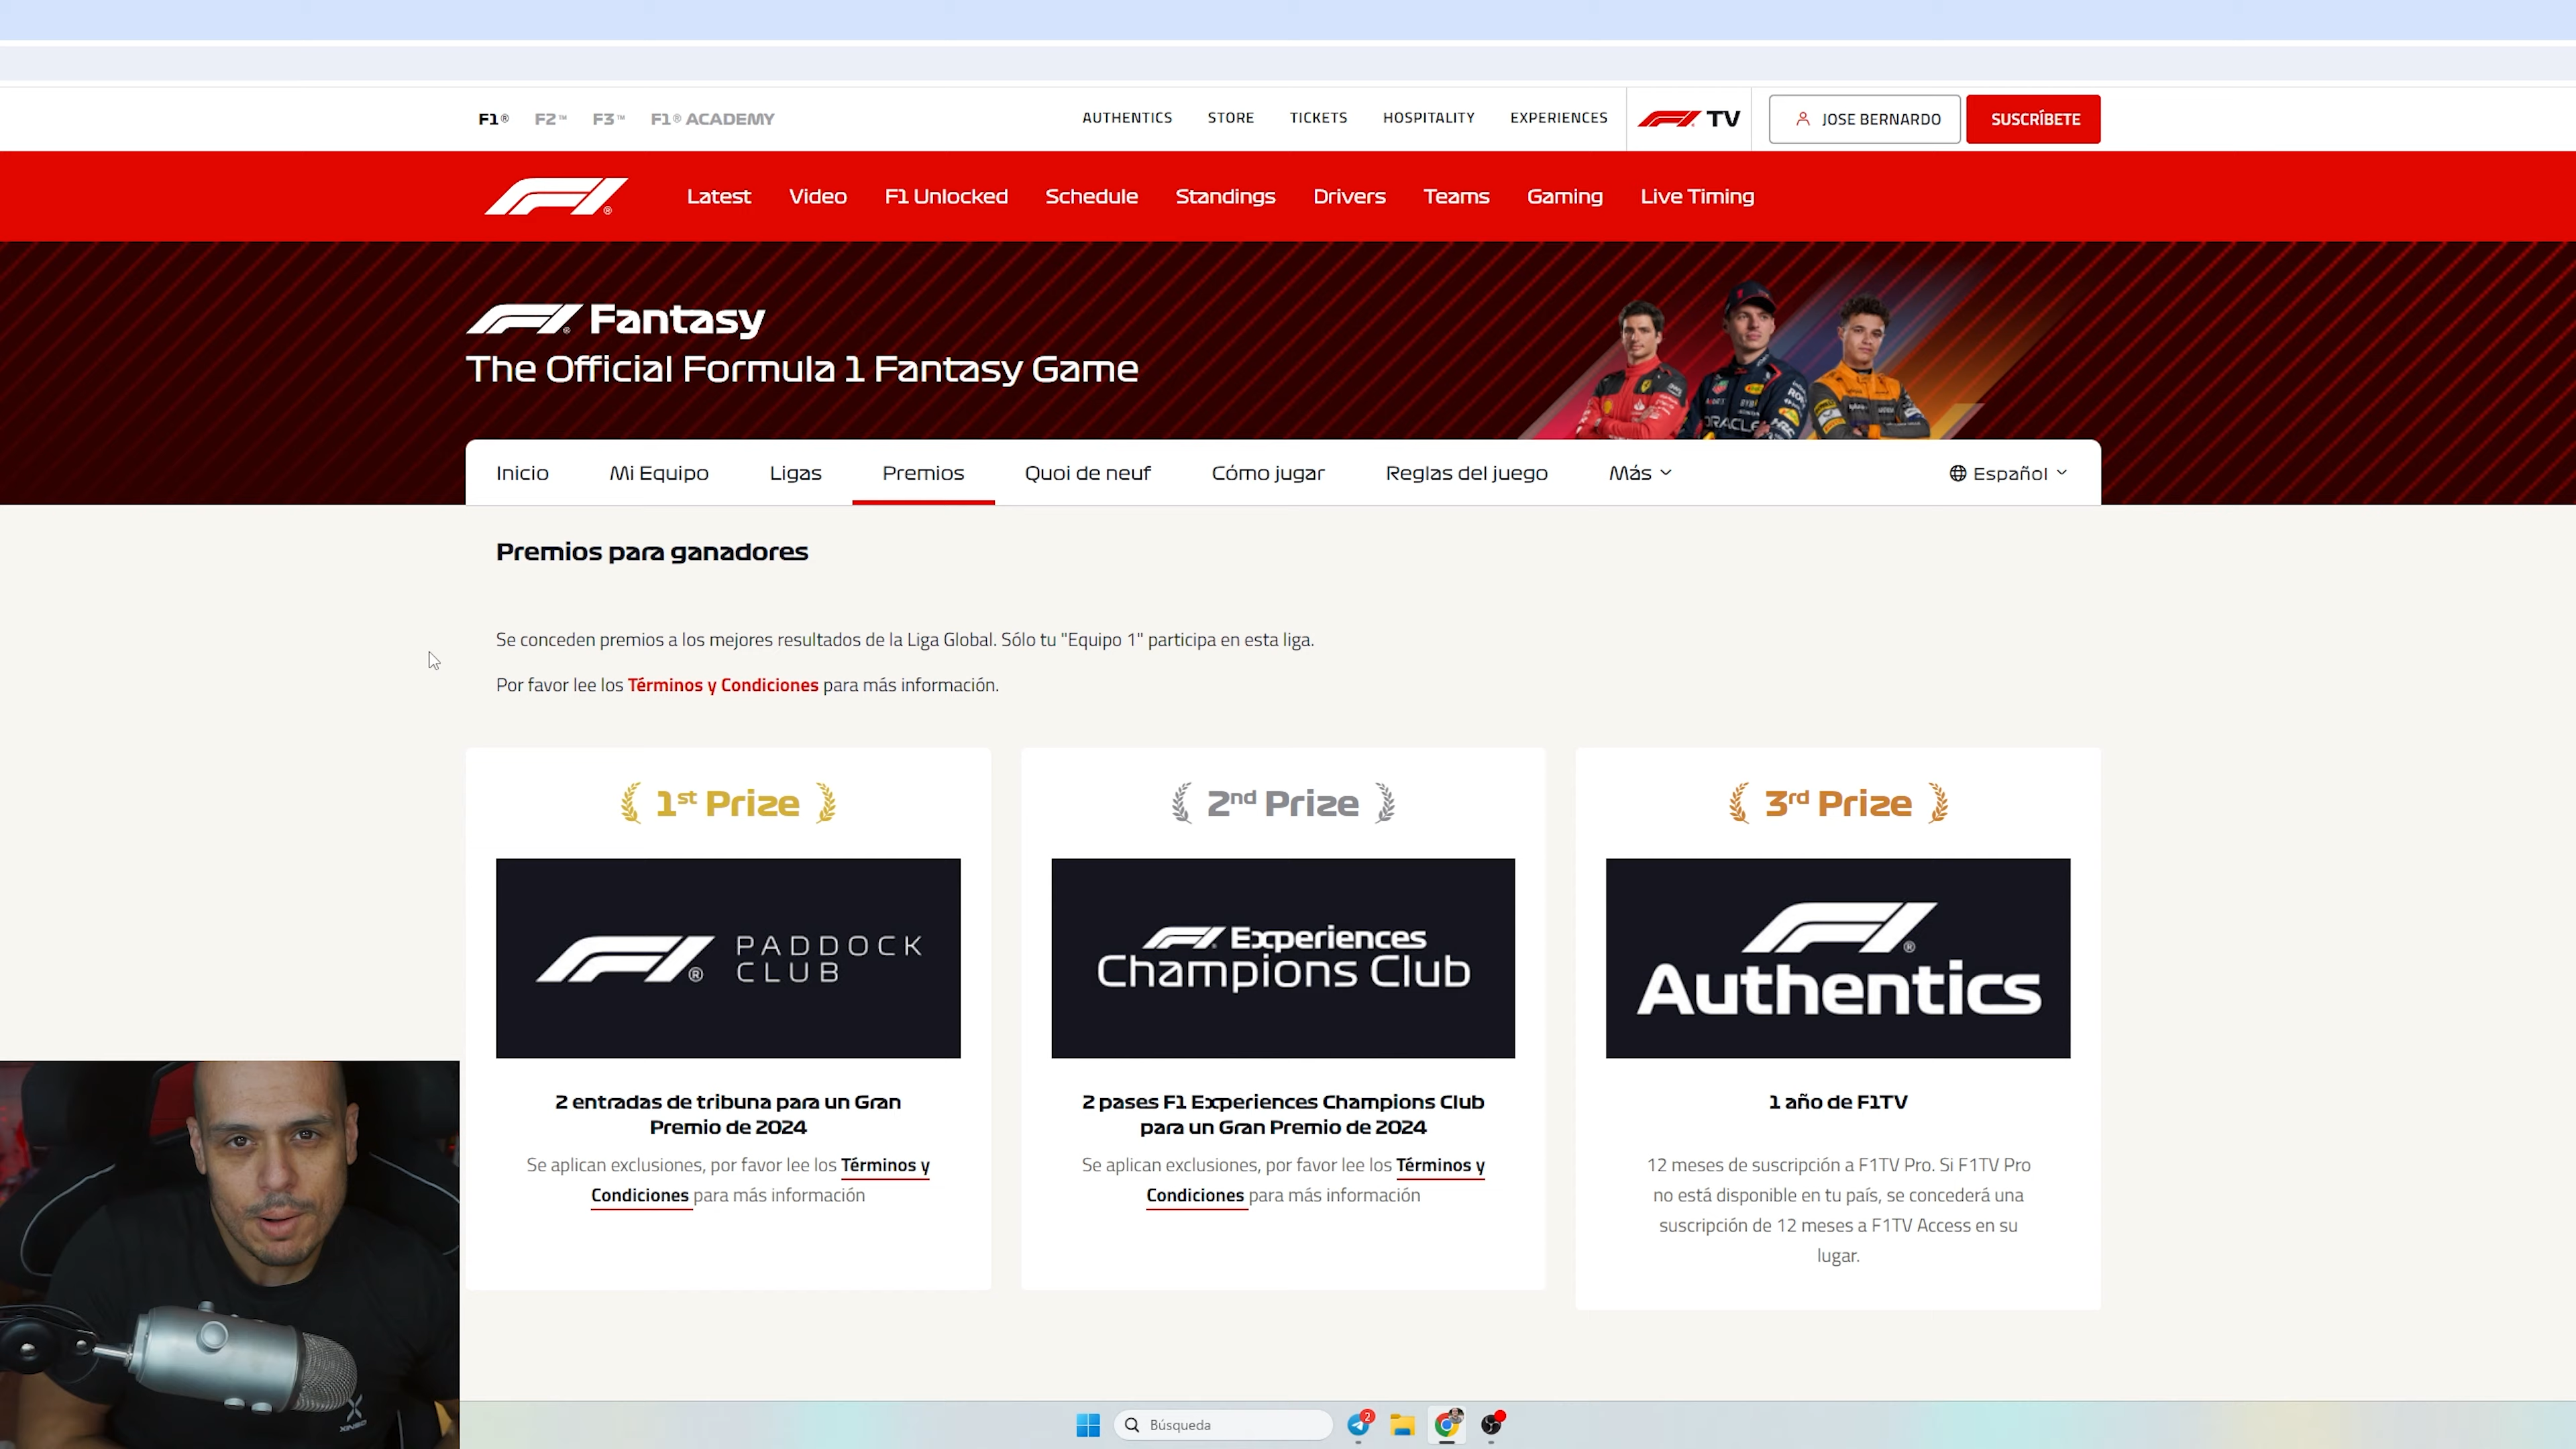 F1® F2™ F3™ F1® ACADEMY AUTHENTICS STORE TICKETS HOSPITALITY EXPERIENCES F1 TV JOSE BERNARDO SUSCRÍBETE
F1® Latest Video F1 Unlocked Schedule Standings Drivers Teams Gaming Live Timing
F1® Fantasy
The Official Formula 1 Fantasy Game
ORACLE
Inicio Mi Equipo Ligas Premios Quoi de neuf Cómo jugar Reglas del juego Más Español
Premios para ganadores
Se conceden premios a los mejores resultados de la Liga Global. Sólo tu "Equipo 1" participa en esta liga.
Por favor lee los Términos y Condiciones para más información.
1st Prize
F1® PADDOCK
CLUB
2 entradas de tribuna para un Gran
Premio de 2024
Se aplican exclusiones, por favor lee los Términos y
Condiciones para más información
2nd Prize
F1 Experiences
Champions Club
2 pases F1 Experiences Champions Club
para un Gran Premio de 2024
Se aplican exclusiones, por favor lee los Términos y
Condiciones para más información
3rd Prize
F1®
Authentics
1 año de F1TV
12 meses de suscripción a F1TV Pro. Si F1TV Pro
no está disponible en tu país, se concederá una
suscripción de 12 meses a F1TV Access en su
lugar.
Búsqueda
2